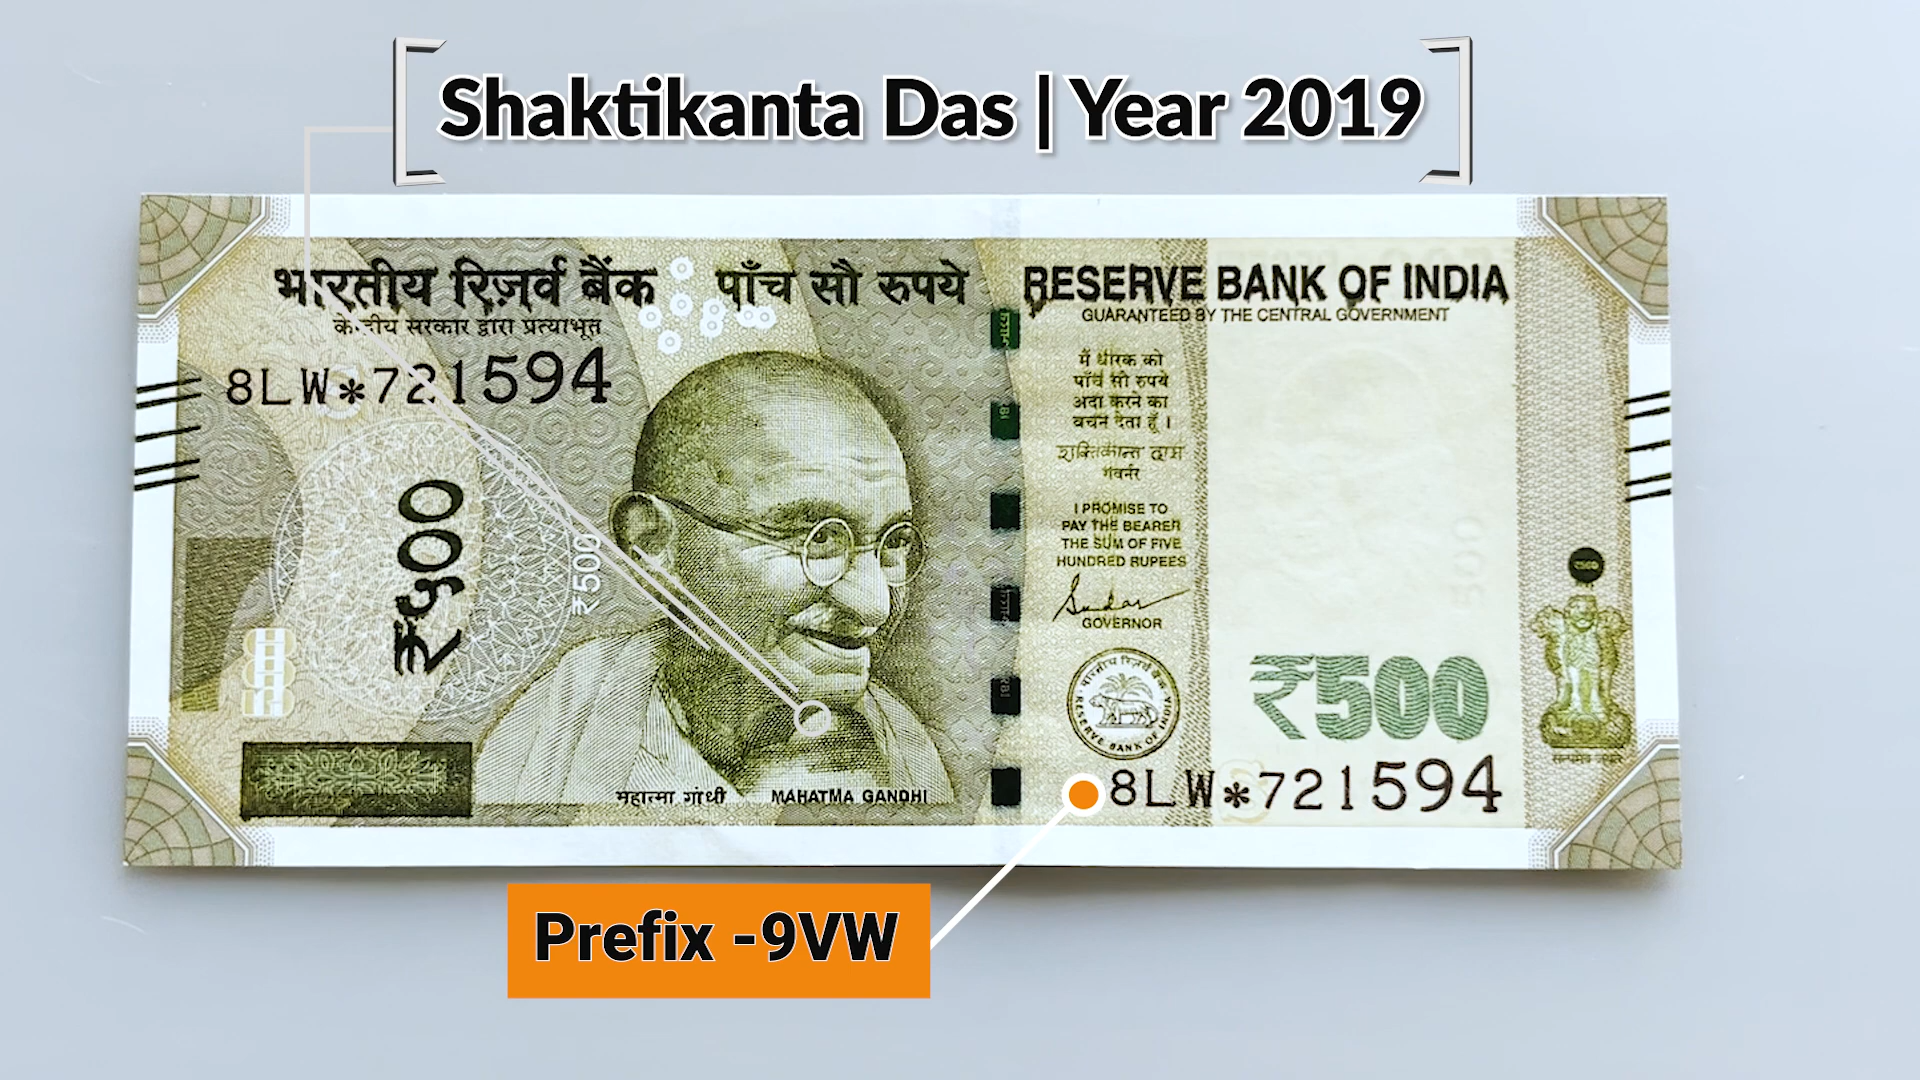 Shaktikanta Das | Year 2019
भारतीय रिज़र्व बैंक
पाँच सौ रुपये
RESERVE BANK OF INDIA
केन्द्रीय सरकार द्वारा प्रत्याभूत
GUARANTEED BY THE CENTRAL GOVERNMENT
8LW*721594
मैं धारक को
पाँच सौ रुपये
अदा करने का
वचन देता हूँ ।
शक्तिकान्त दास
गवर्नर
I PROMISE TO
PAY THE BEARER
THE SUM OF FIVE
HUNDRED RUPEES
GOVERNOR
₹५00
₹500
भारतीय रिज़र्व बैंक
RESERVE BANK OF INDIA
₹500
महात्मा गांधी
MAHATMA GANDHI
8LW*721594
Prefix -9VW